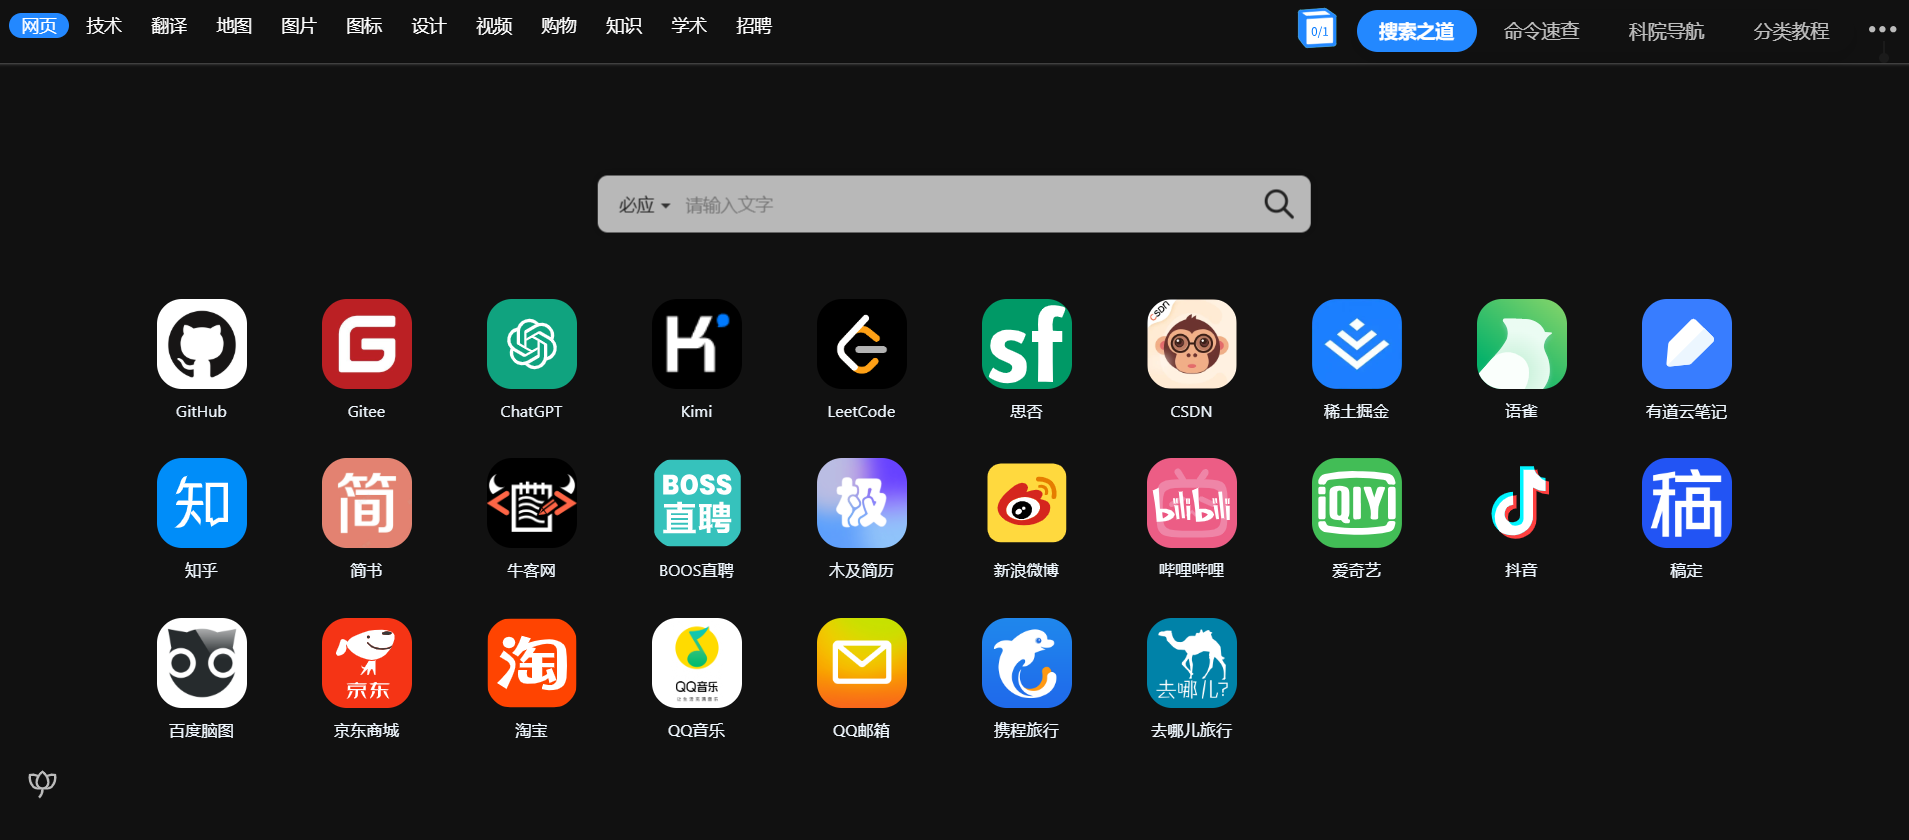 网页 技术 翻译 地图 图片 图标 设计 视频 购物 知识 学术 招聘
0/1 搜索之道 命令速查 科院导航 分类教程
必应 请输入文字
sf CSDN
GitHub Gitee ChatGPT Kimi LeetCode 思否 CSDN 稀土掘金 语雀 有道云笔记
知 简 BOSS直聘 极 bilibili iQIYI 稿
知乎 简书 牛客网 BOOS直聘 木及简历 新浪微博 哔哩哔哩 爱奇艺 抖音 稿定
京东 淘 QQ音乐 去哪儿?
百度脑图 京东商城 淘宝 QQ音乐 QQ邮箱 携程旅行 去哪儿旅行